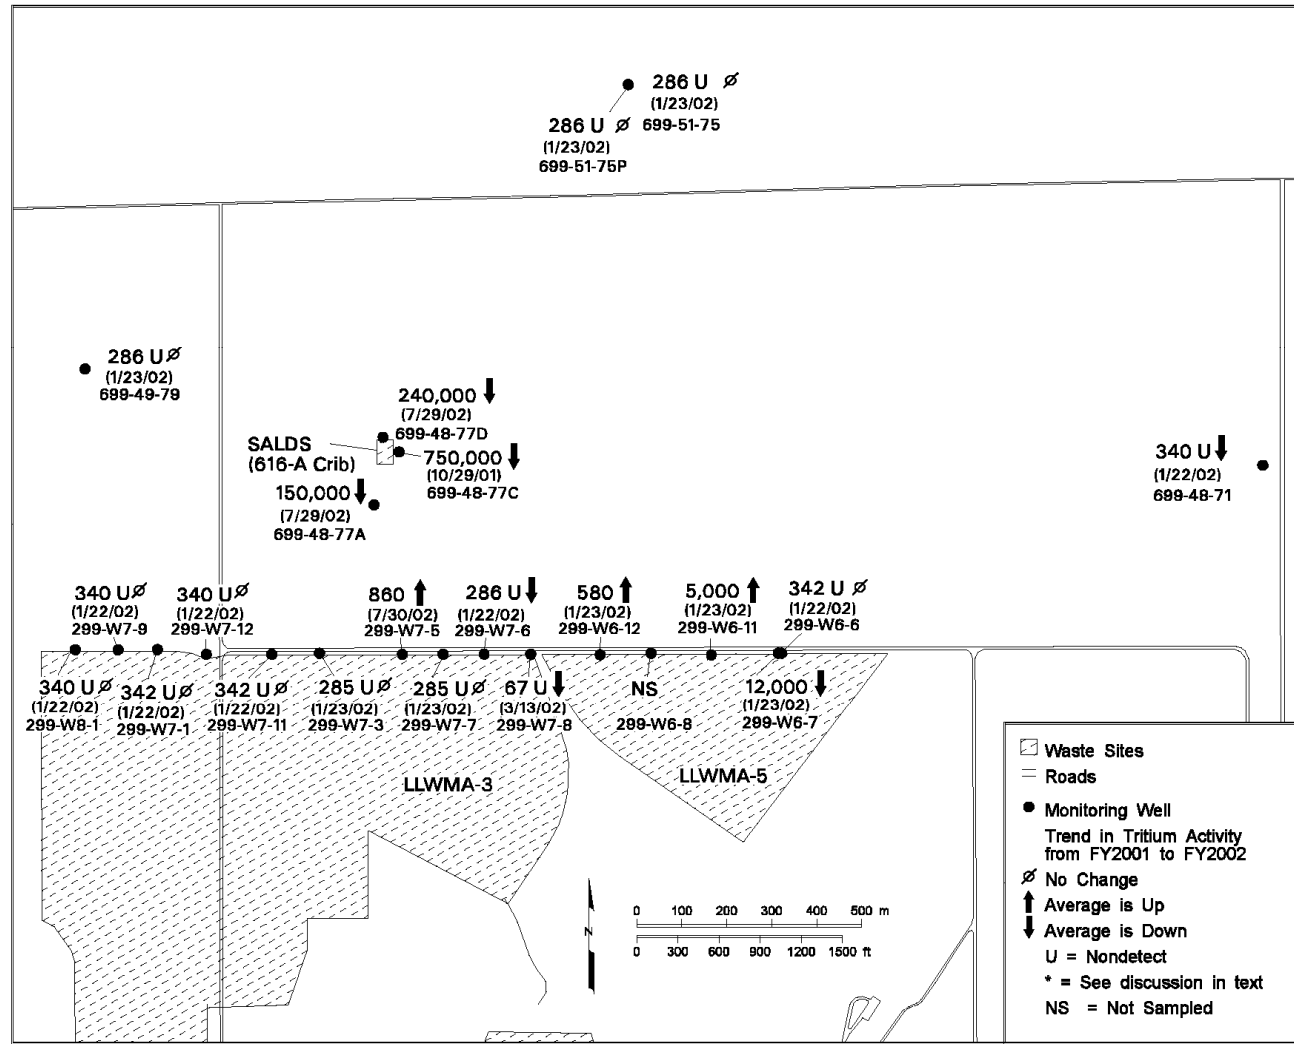 286 U Ø
(1/23/02)
699-51-75
286 U Ø
(1/23/02)
699-51-75P
286 U Ø
(1/23/02)
699-49-79
240,000
(7/29/02)
699-48-77D
SALDS
(616-A Crib)
750,000
(10/29/01)
699-48-77C
150,000
(7/29/02)
699-48-77A
340 U
(1/22/02)
699-48-71
340 U Ø
(1/22/02)
299-W7-9
340 U Ø
(1/22/02)
299-W7-12
860
(7/30/02)
299-W7-5
286 U
(1/22/02)
299-W7-6
580
(1/23/02)
299-W6-12
5,000
(1/23/02)
299-W6-11
342 U Ø
(1/22/02)
299-W6-6
340 U Ø
(1/22/02)
299-W8-1
342 U Ø
(1/22/02)
299-W7-1
342 U Ø
(1/22/02)
299-W7-11
285 U Ø
(1/23/02)
299-W7-3
285 U Ø
(1/23/02)
299-W7-7
67 U
(3/13/02)
299-W7-8
NS
299-W6-8
12,000
(1/23/02)
299-W6-7
LLWMA-3
LLWMA-5
N
0 100 200 300 400 500 m
0 300 600 900 1200 1500 ft
Waste Sites
Roads
Monitoring Well
Trend in Tritium Activity
from FY2001 to FY2002
Ø No Change
Average is Up
Average is Down
U = Nondetect
* = See discussion in text
NS = Not Sampled